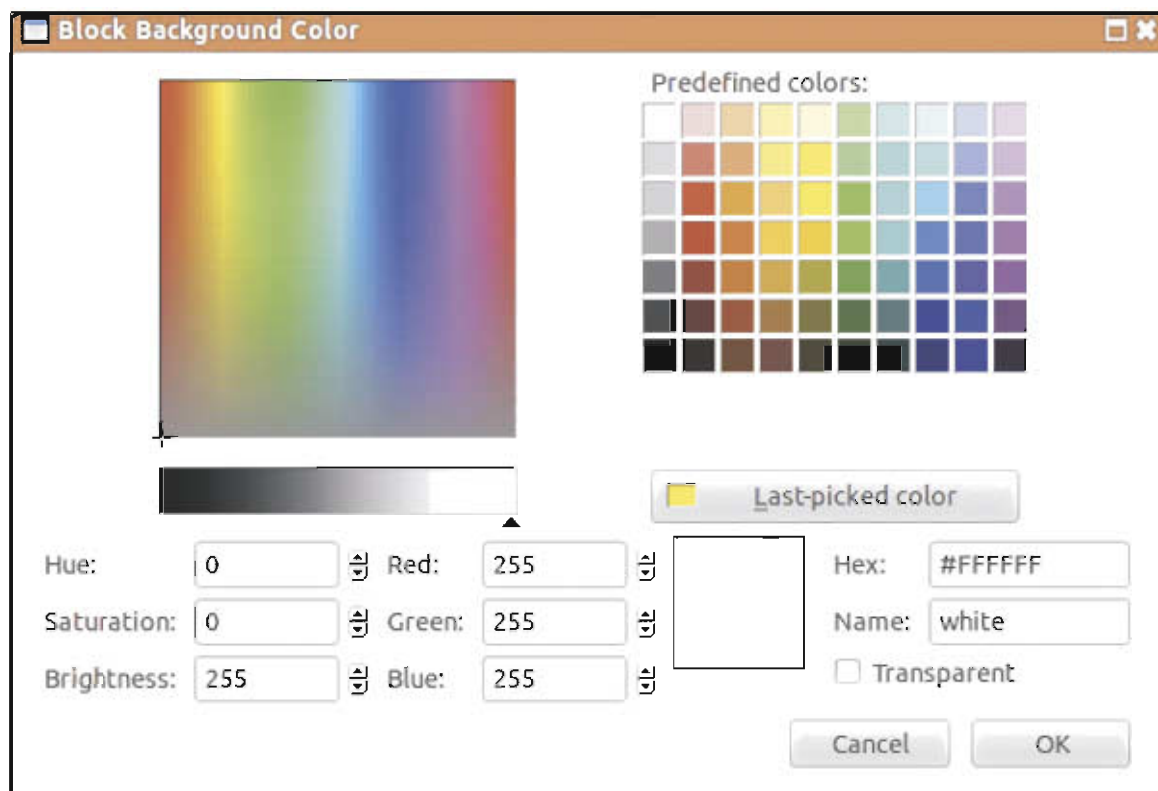 Block Background Color
Predefined colors:
Last-picked color
Hue: 0 Red: 255 Hex: #FFFFFF
Saturation: 0 Green: 255 Name: white
Brightness: 255 Blue: 255 Transparent
Cancel OK